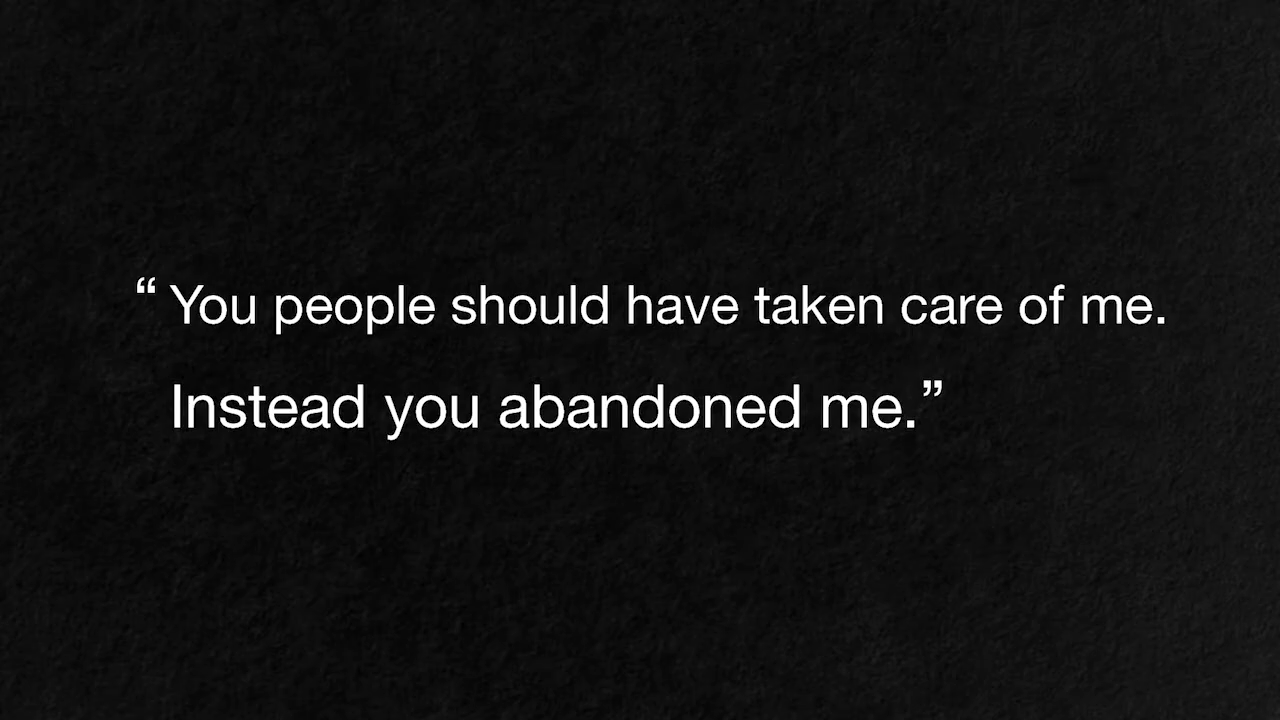 “ You people should have taken care of me.
Instead you abandoned me.”